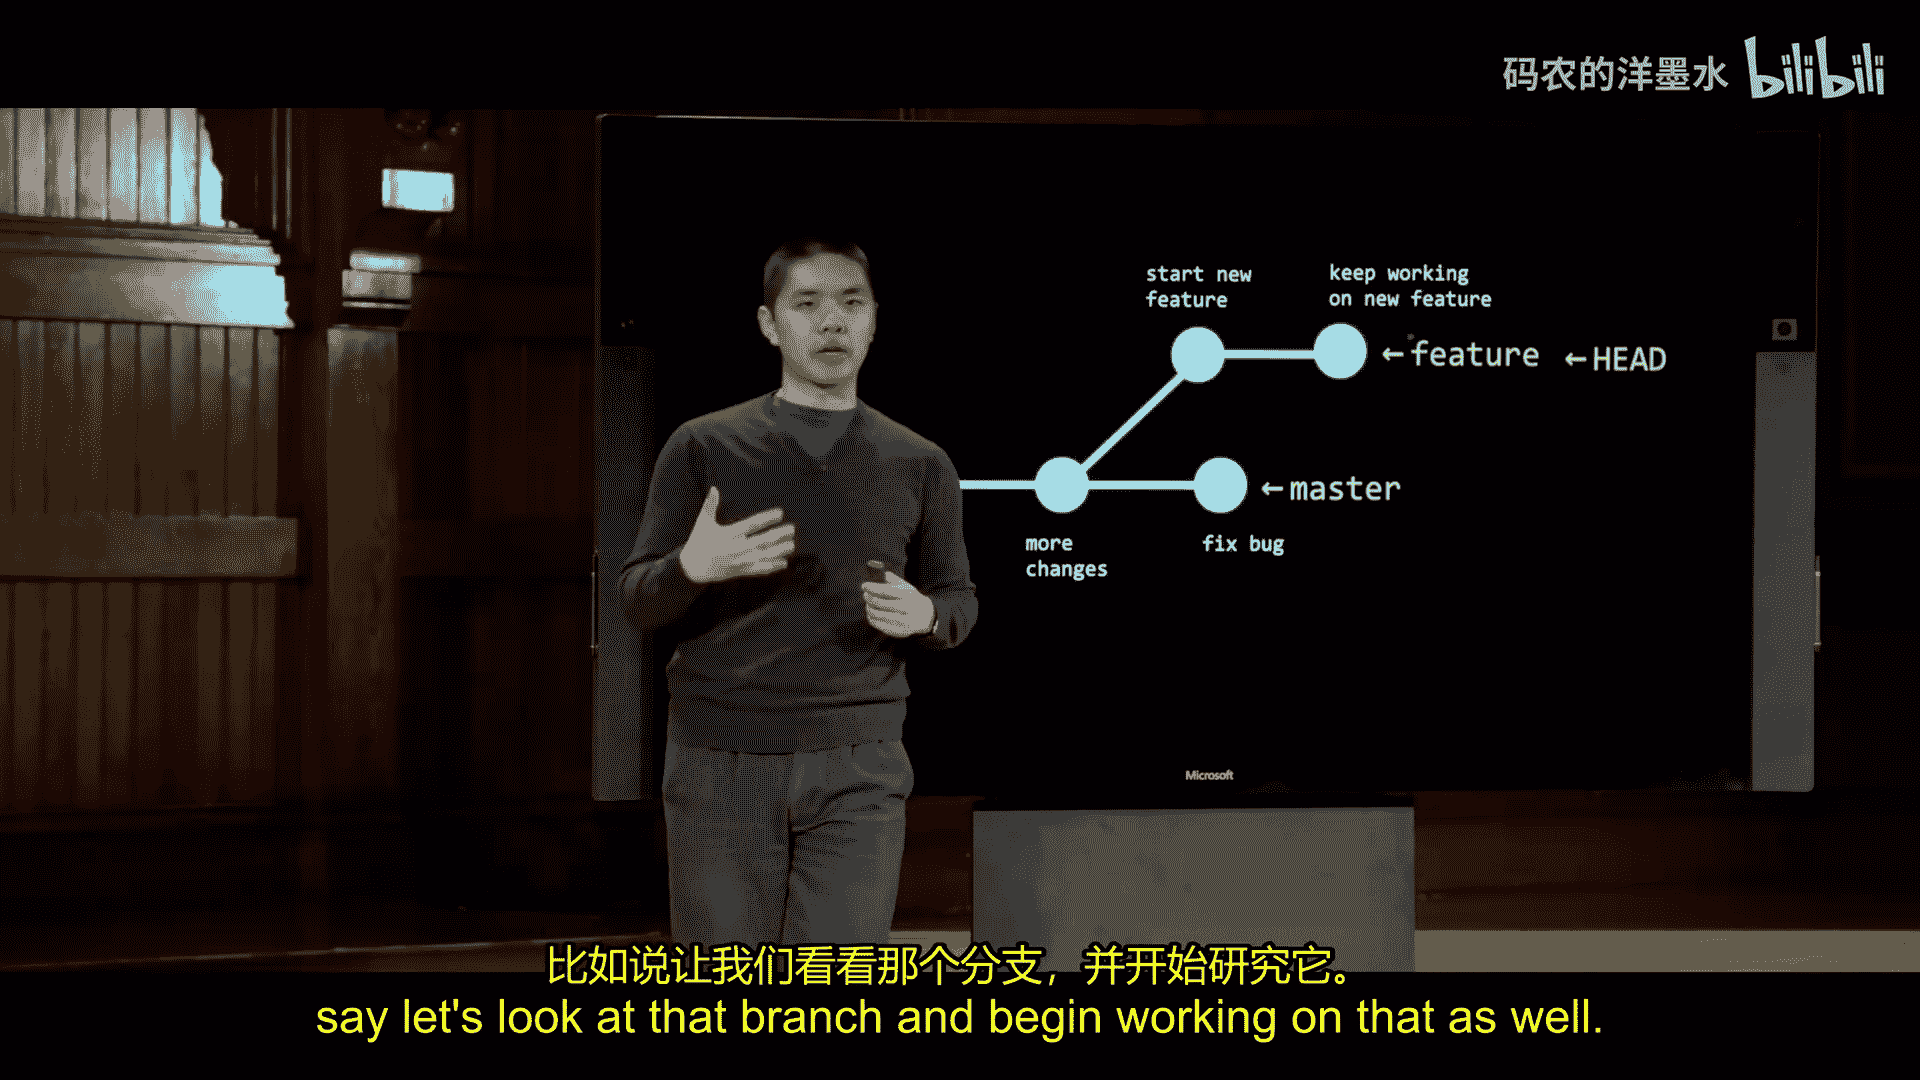 码农的洋墨水 bilibili
start new
feature
keep working
on new feature
←feature ←HEAD
←master
more
changes
fix bug
Microsoft
比如说让我们看看那个分支，并开始研究它。
say let's look at that branch and begin working on that as well.